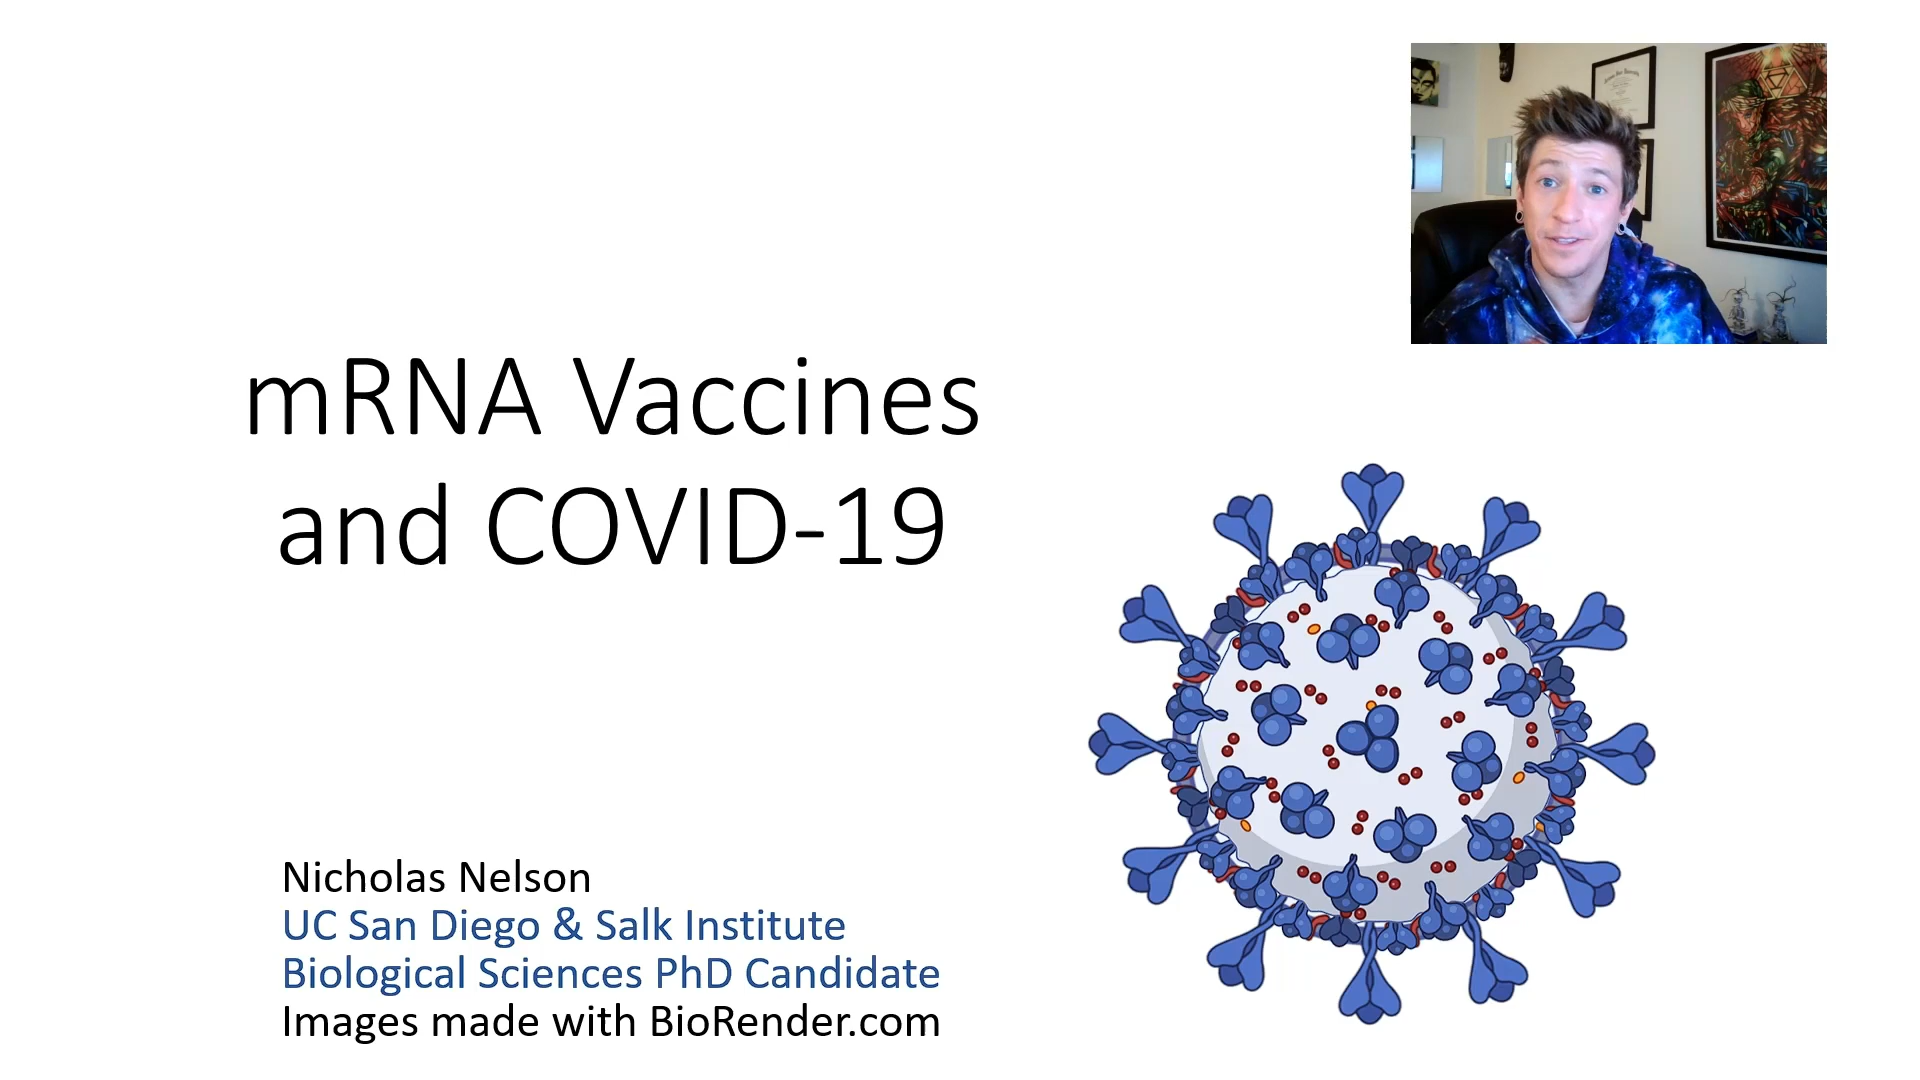 mRNA Vaccines
and COVID-19
Nicholas Nelson
UC San Diego & Salk Institute
Biological Sciences PhD Candidate
Images made with BioRender.com